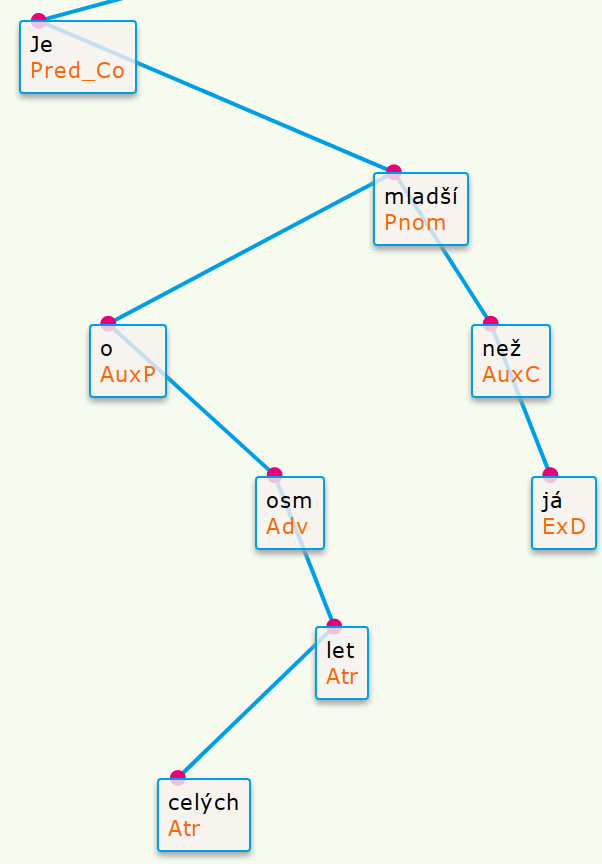 Je
Pred_Co
mladší
Pnom
o
AuxP
než
AuxC
osm
Adv
já
ExD
let
Atr
celých
Atr